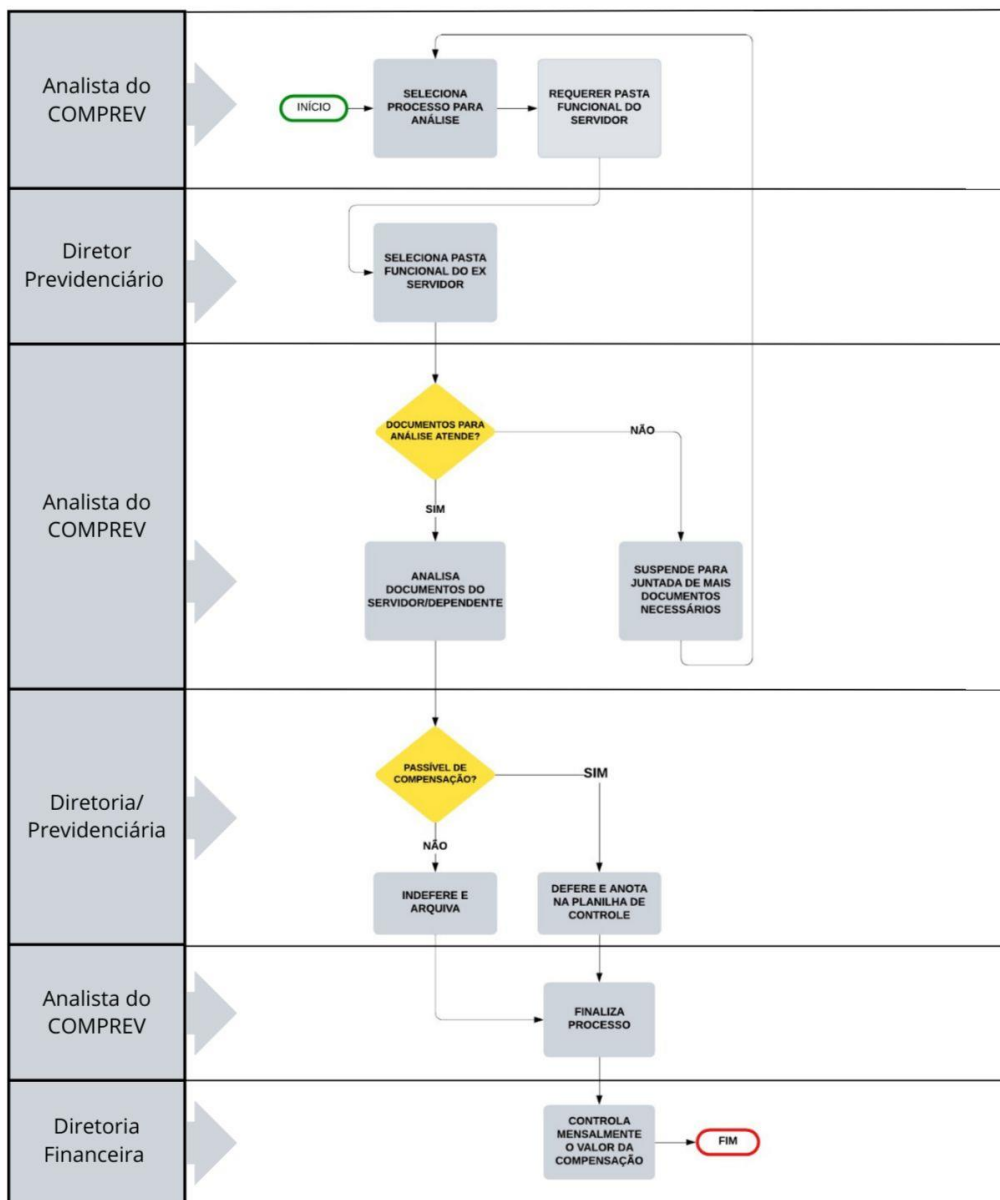 Analista do
COMPREV
INÍCIO
SELECIONA
PROCESSO PARA
ANÁLISE
REQUERER PASTA
FUNCIONAL DO
SERVIDOR
Diretor
Previdenciário
SELECIONA PASTA
FUNCIONAL DO EX
SERVIDOR
Analista do
COMPREV
DOCUMENTOS PARA
ANÁLISE ATENDE?
NÃO
SIM
ANALISA
DOCUMENTOS DO
SERVIDOR/DEPENDENTE
SUSPENDE PARA
JUNTADA DE MAIS
DOCUMENTOS
NECESSÁRIOS
Diretoria/
Previdenciária
PASSÍVEL DE
COMPENSAÇÃO?
SIM
NÃO
INDEFERE E
ARQUIVA
DEFERE E ANOTA
NA PLANILHA DE
CONTROLE
Analista do
COMPREV
FINALIZA
PROCESSO
Diretoria
Financeira
CONTROLA
MENSALMENTE
O VALOR DA
COMPENSAÇÃO
FIM